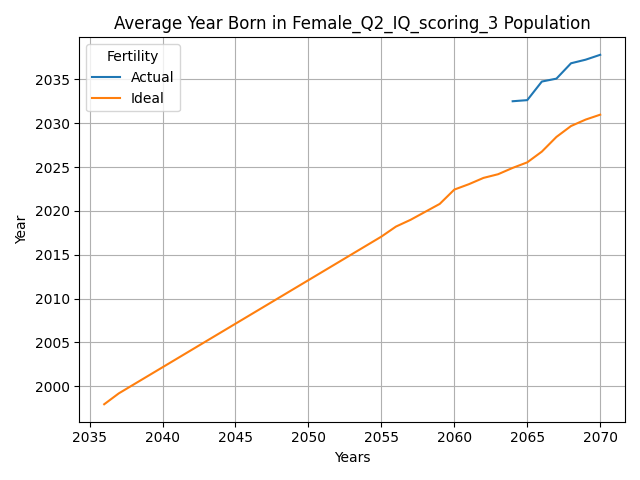 Average Year Born in Female_Q2_IQ_scoring_3 Population
Fertility
Actual
Ideal
2035
2030
2025
2020
2015
2010
2005
2000
Year
2035 2040 2045 2050 2055 2060 2065 2070
Years